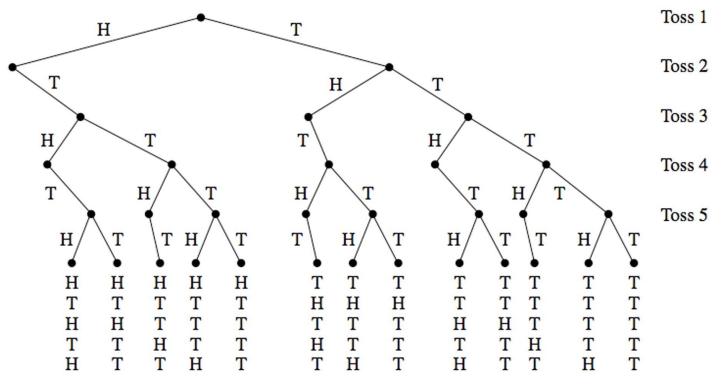 Toss 1
H T
Toss 2
T H T
Toss 3
H T T H T
Toss 4
T H T H T T H T
Toss 5
H T T H T T H T H T T H T
H H H H H T T T T T T T T
T T T T T H H H T T T T T
H H T T T T T T H H T T T
T T H T T H T T T T H T T
H T T H T T H T H T T H T